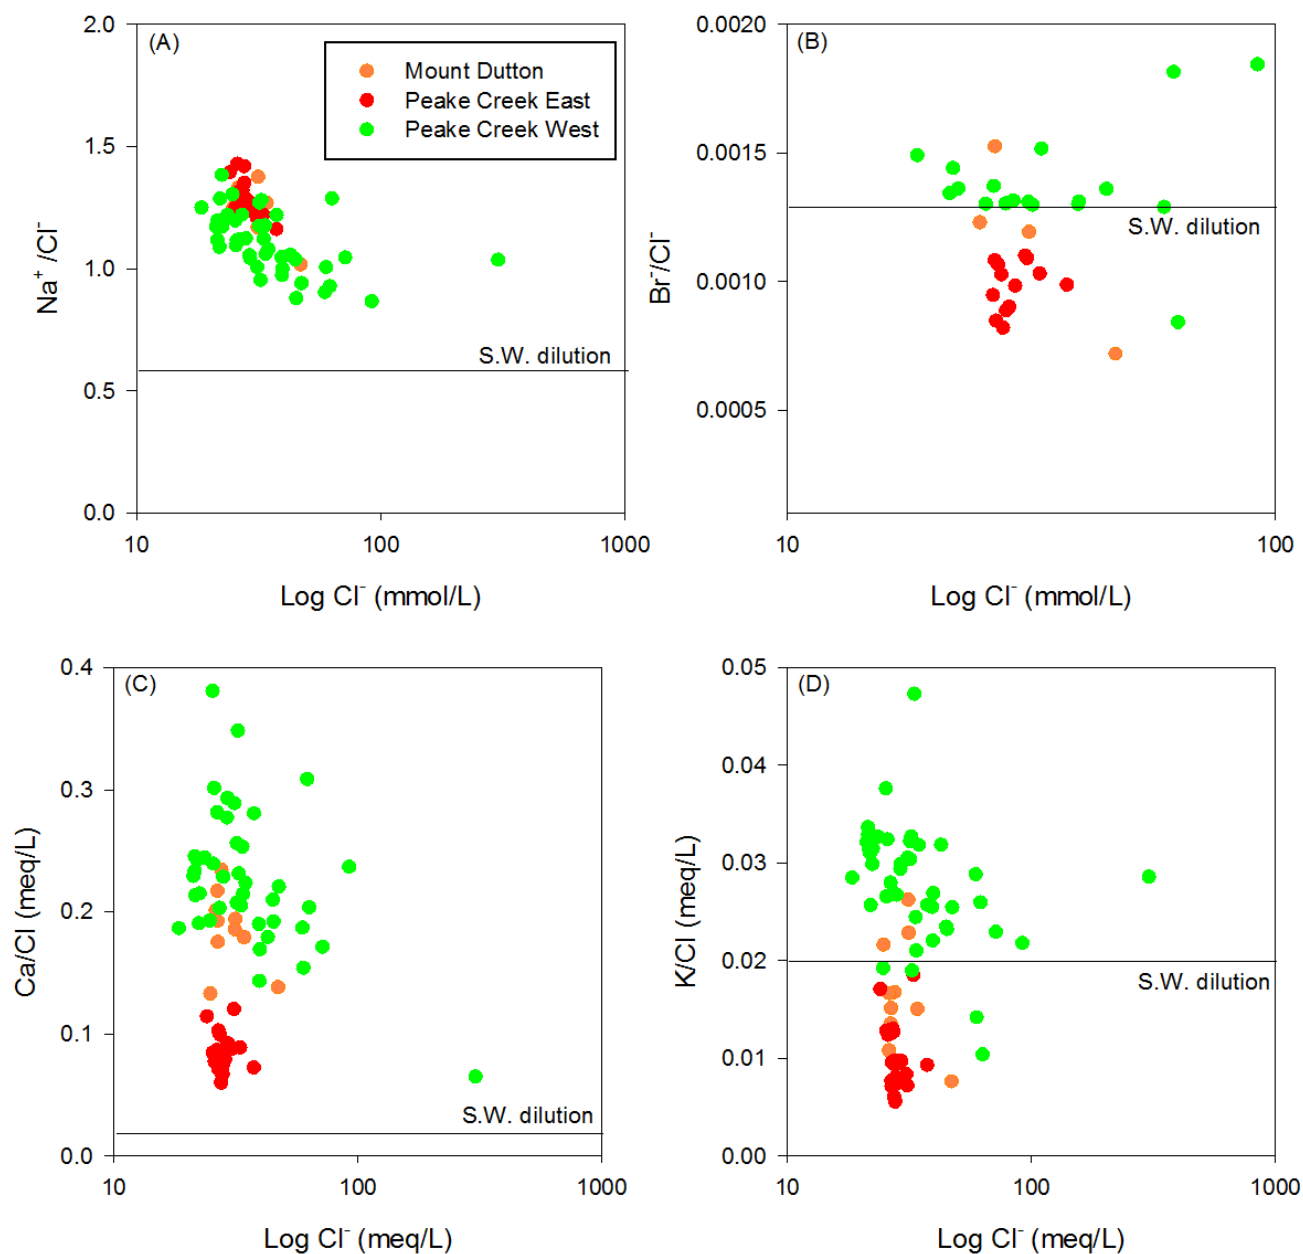 (A)
2.0
1.5
1.0
0.5
0.0
Na⁺ /Cl⁻
Mount Dutton
Peake Creek East
Peake Creek West
S.W. dilution
10
100
1000
Log Cl⁻ (mmol/L)
(B)
0.0020
0.0015
0.0010
0.0005
Br⁻/Cl⁻
S.W. dilution
10
100
Log Cl⁻ (mmol/L)
(C)
0.4
0.3
0.2
0.1
0.0
Ca/Cl (meq/L)
S.W. dilution
10
100
1000
Log Cl⁻ (meq/L)
(D)
0.05
0.04
0.03
0.02
0.01
0.00
K/Cl (meq/L)
S.W. dilution
10
100
1000
Log Cl⁻ (meq/L)